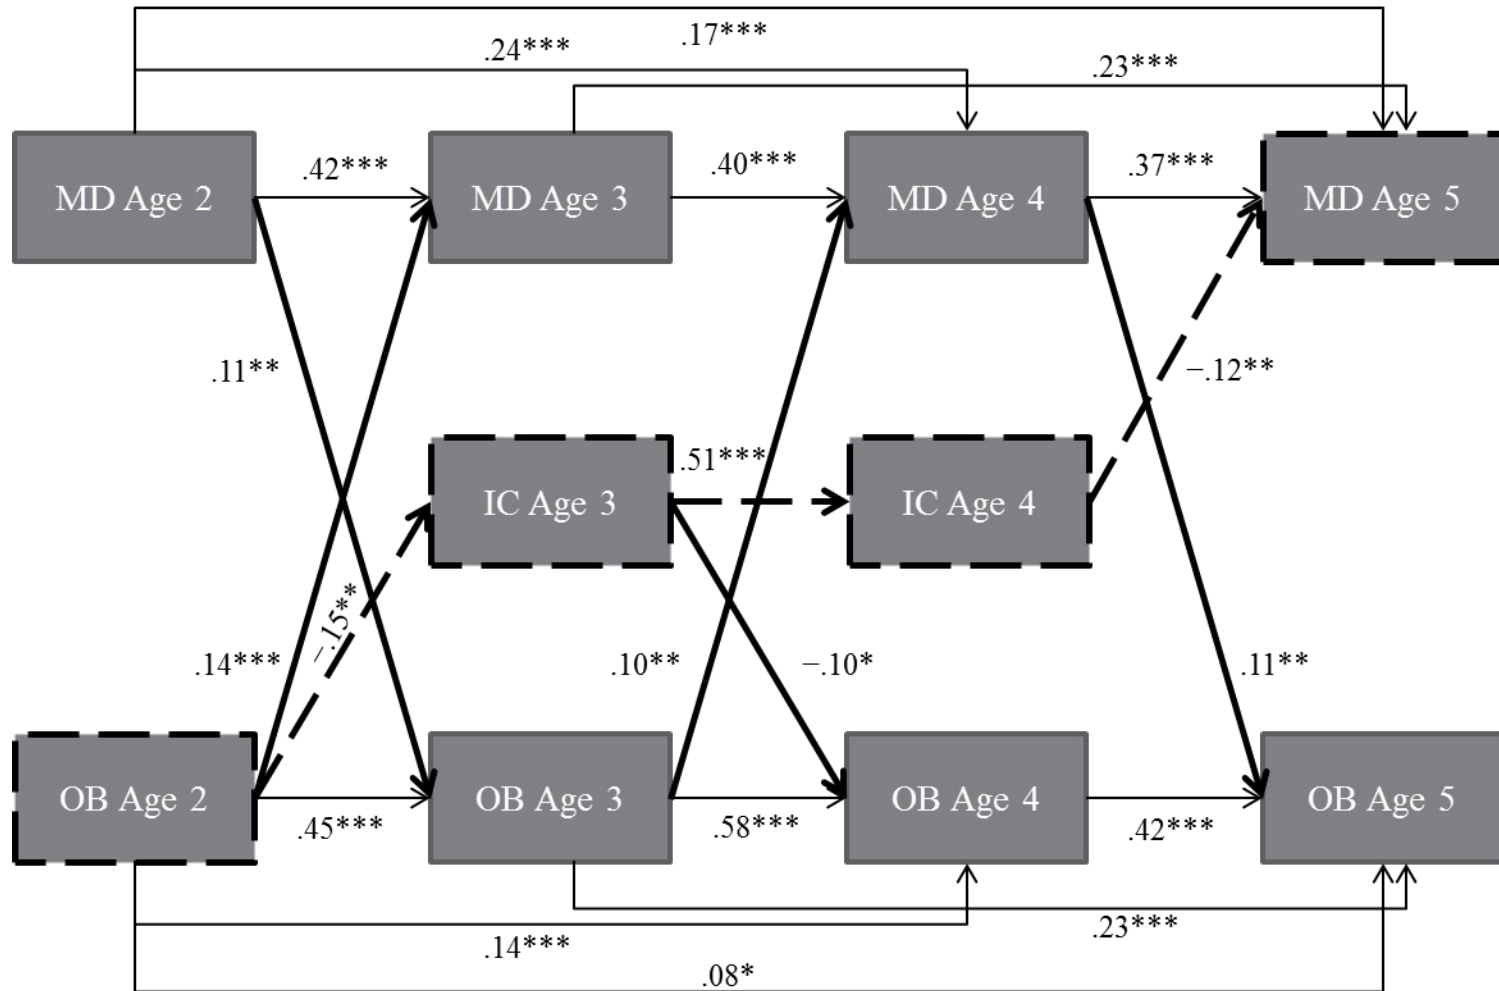 .17***
.24***
.23***
MD Age 2
.42***
MD Age 3
.40***
MD Age 4
.37***
MD Age 5
.11**
−.12**
IC Age 3
.51***
IC Age 4
−.15**
.14***
.10**
−.10*
.11**
OB Age 2
.45***
OB Age 3
.58***
OB Age 4
.42***
OB Age 5
.14***
.23***
.08*